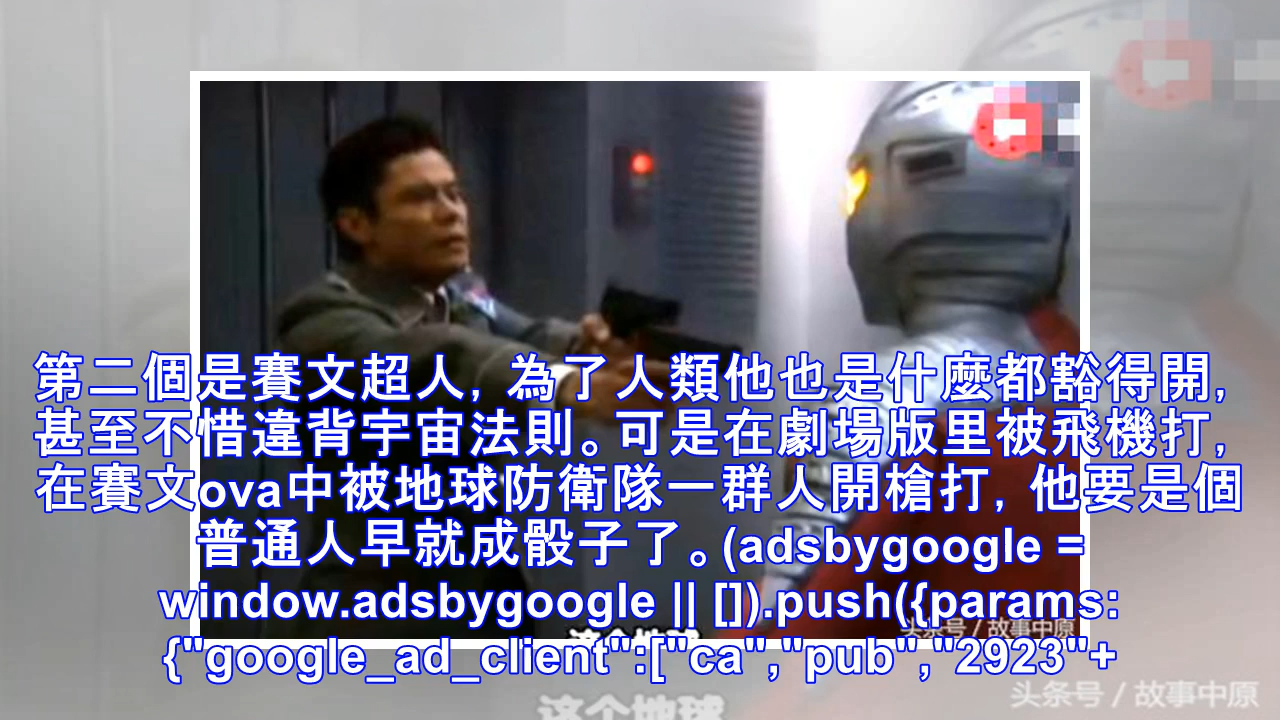 第二個是賽文超人，為了人類他也是什麼都豁得開，
甚至不惜違背宇宙法則。可是在劇場版里被飛機打，
在賽文ova中被地球防衛隊一群人開槍打，他要是個
普通人早就成骰子了。(adsbygoogle =
window.adsbygoogle || []).push({params:
头条号 / 故事中原
{"google_ad_client":["ca","pub","2923"+
头条号 / 故事中原
这个地球